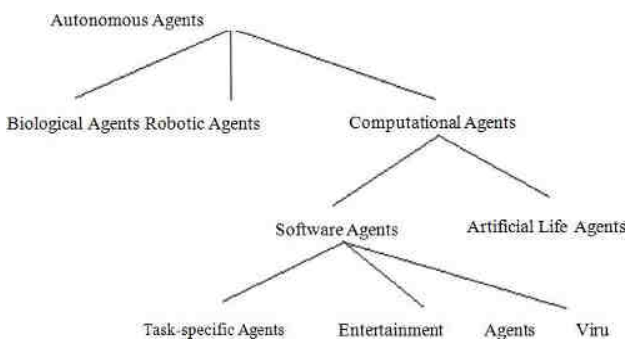 Autonomous Agents
Biological Agents Robotic Agents Computational Agents
Software Agents Artificial Life Agents
Task-specific Agents Entertainment Agents Viru